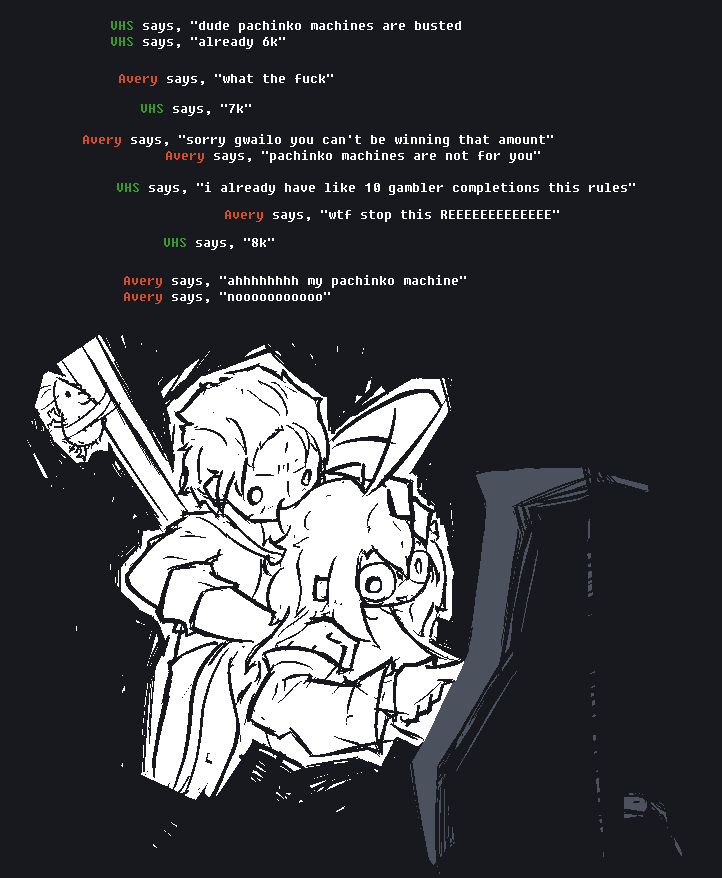 VHS says, "dude pachinko machines are busted
VHS says, "already 6k"
Avery says, "what the fuck"
VHS says, "7k"
Avery says, "sorry gwailo you can't be winning that amount"
Avery says, "pachinko machines are not for you"
VHS says, "i already have like 10 gambler completions this rules"
Avery says, "wtf stop this REEEEEEEEEEEEE"
VHS says, "8k"
Avery says, "ahhhhhhhh my pachinko machine"
Avery says, "nooooooooooo"